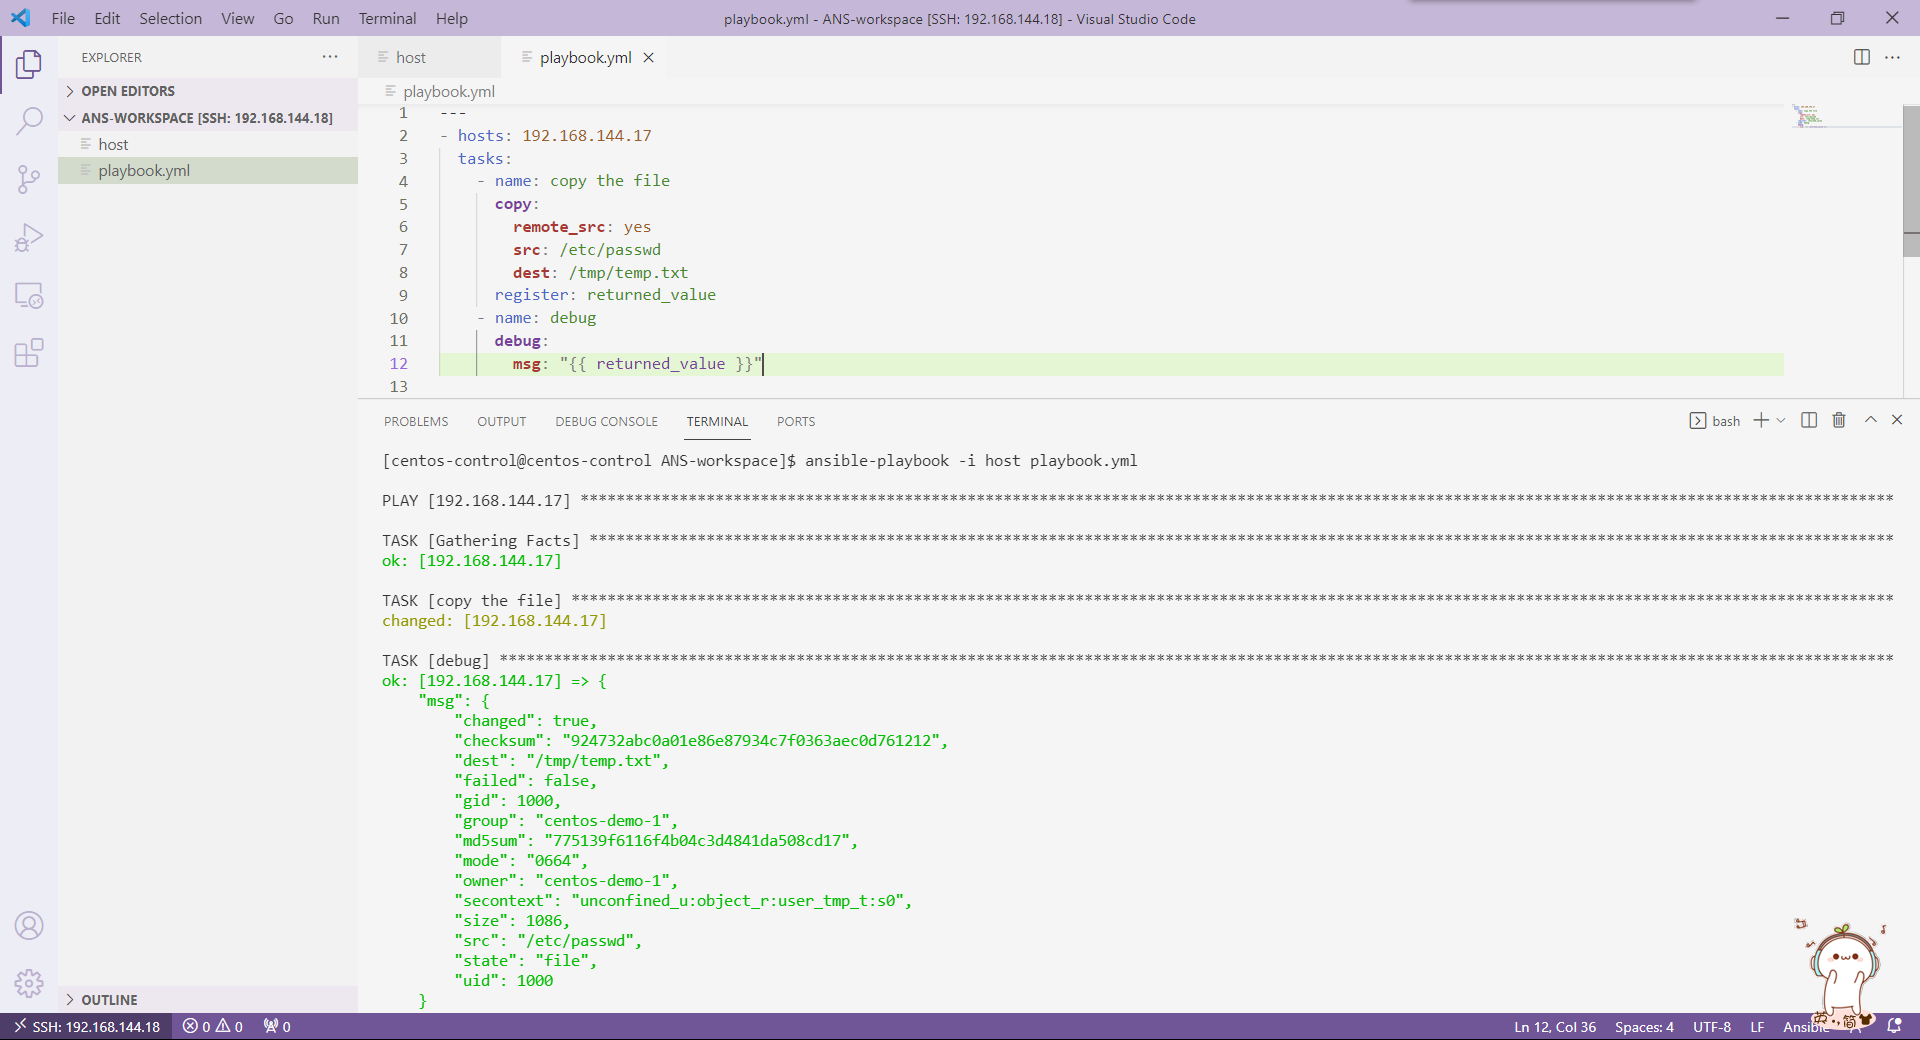 File Edit Selection View Go Run Terminal Help
playbook.yml - ANS-workspace [SSH: 192.168.144.18] - Visual Studio Code
EXPLORER
OPEN EDITORS
ANS-WORKSPACE [SSH: 192.168.144.18]
host
playbook.yml
OUTLINE
host
playbook.yml
playbook.yml
1 ---
2 - hosts: 192.168.144.17
3 tasks:
4 - name: copy the file
5 copy:
6 remote_src: yes
7 src: /etc/passwd
8 dest: /tmp/temp.txt
9 register: returned_value
10 - name: debug
11 debug:
12 msg: "{{ returned_value }}"
13
PROBLEMS OUTPUT DEBUG CONSOLE TERMINAL PORTS
bash
[centos-control@centos-control ANS-workspace]$ ansible-playbook -i host playbook.yml
PLAY [192.168.144.17] **************************************************************************************************************************************************
TASK [Gathering Facts] *************************************************************************************************************************************************
ok: [192.168.144.17]
TASK [copy the file] ***************************************************************************************************************************************************
changed: [192.168.144.17]
TASK [debug] ***********************************************************************************************************************************************************
ok: [192.168.144.17] => {
"msg": {
"changed": true,
"checksum": "924732abc0a01e86e87934c7f0363aec0d761212",
"dest": "/tmp/temp.txt",
"failed": false,
"gid": 1000,
"group": "centos-demo-1",
"md5sum": "775139f6116f4b04c3d4841da508cd17",
"mode": "0664",
"owner": "centos-demo-1",
"secontext": "unconfined_u:object_r:user_tmp_t:s0",
"size": 1086,
"src": "/etc/passwd",
"state": "file",
"uid": 1000
}
SSH: 192.168.144.18 0 0 0
Ln 12, Col 36 Spaces: 4 UTF-8 LF Ansible
英 简